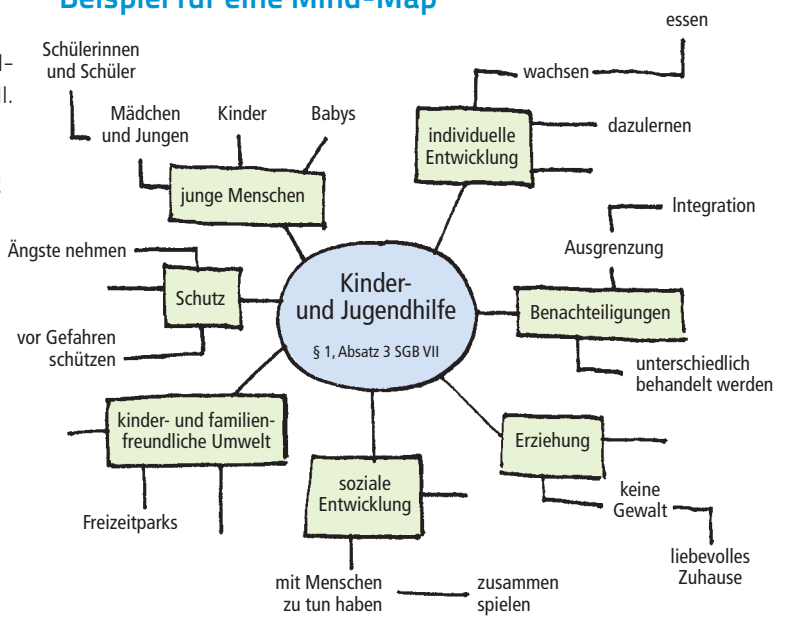 Beispiel für eine Mind-Map
essen
Schülerinnen
und Schüler
wachsen
Mädchen
und Jungen
Kinder
Babys
individuelle
Entwicklung
dazulernen
junge Menschen
Integration
Ängste nehmen
Ausgrenzung
Kinder-
und Jugendhilfe
§ 1, Absatz 3 SGB VII
Schutz
Benachteiligungen
vor Gefahren
schützen
unterschiedlich
behandelt werden
kinder- und familien-
freundliche Umwelt
Erziehung
soziale
Entwicklung
keine
Gewalt
Freizeitparks
liebevolles
Zuhause
mit Menschen
zu tun haben
zusammen
spielen